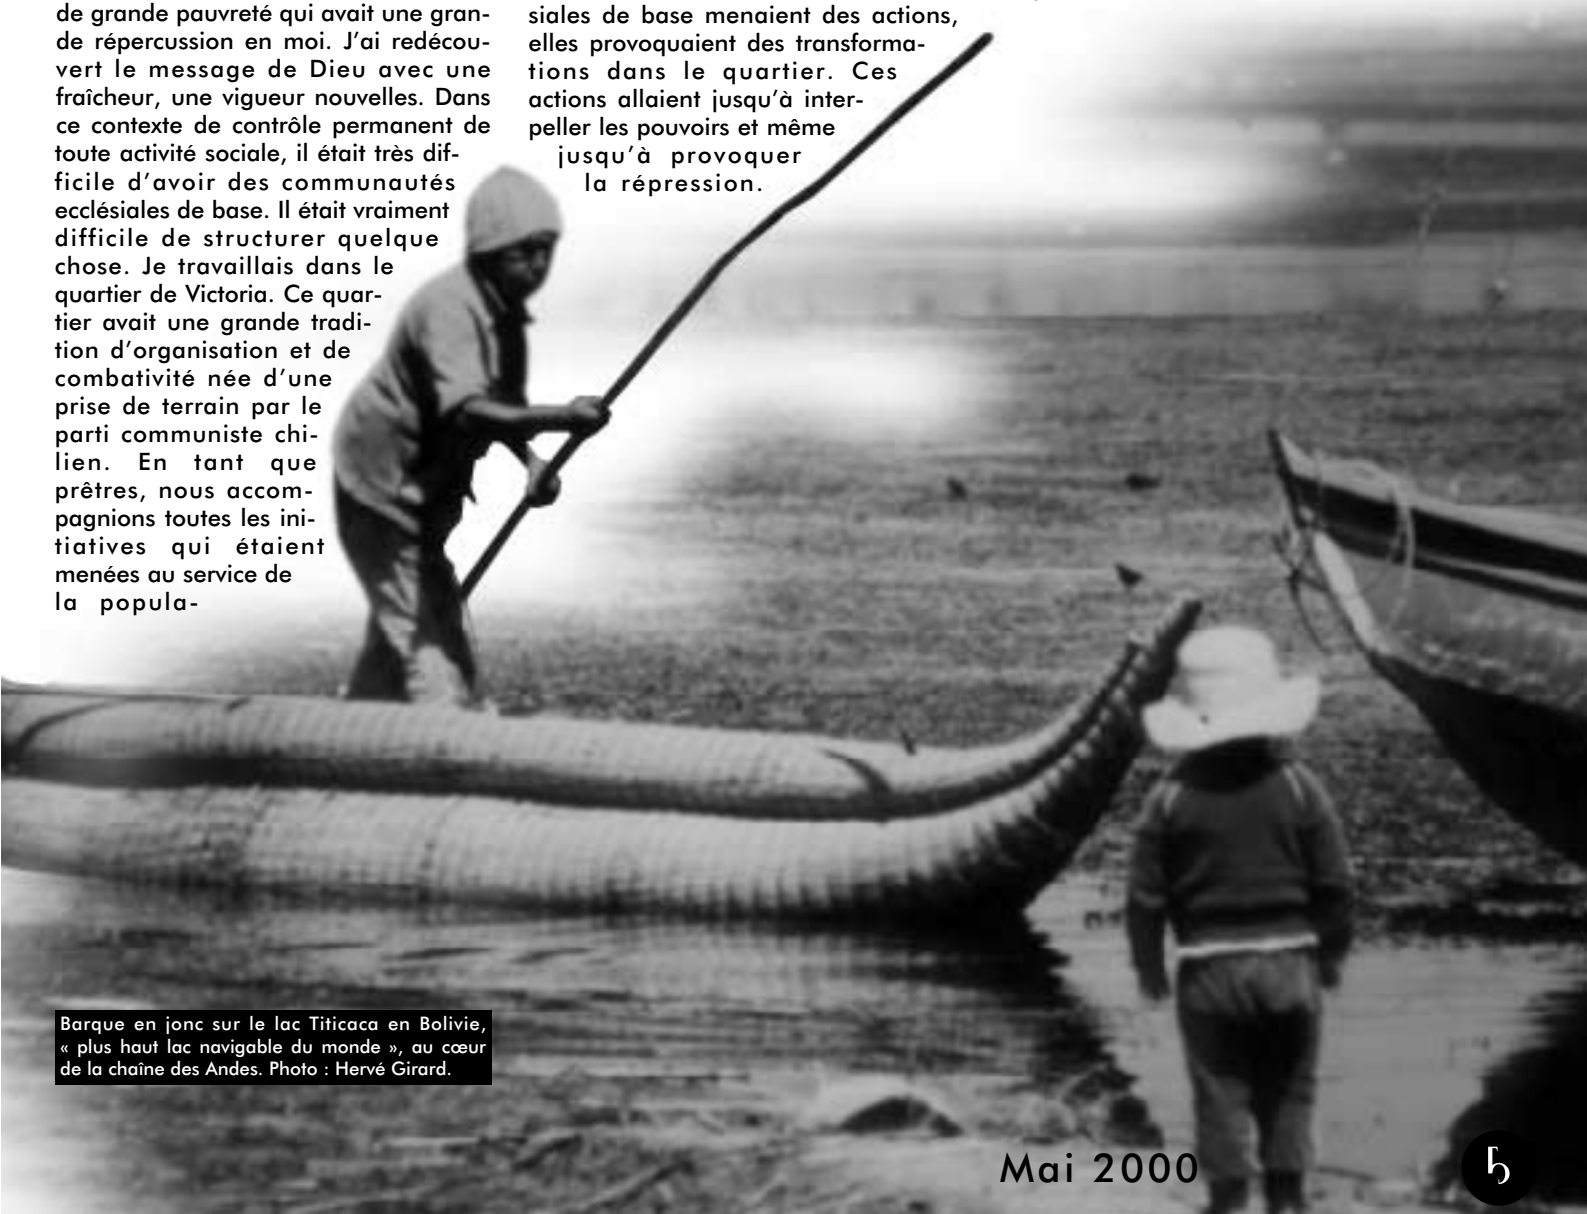 de grande pauvreté qui avait une gran-
de répercussion en moi. J'ai redécou-
vert le message de Dieu avec une
fraîcheur, une vigueur nouvelles. Dans
ce contexte de contrôle permanent de
toute activité sociale, il était très dif-
ficile d'avoir des communautés
ecclésiales de base. Il était vraiment
difficile de structurer quelque
chose. Je travaillais dans le
quartier de Victoria. Ce quar-
tier avait une grande tradi-
tion d'organisation et de
combativité née d'une
prise de terrain par le
parti communiste chi-
lien. En tant que
prêtres, nous accom-
pagnions toutes les ini-
tiatives qui étaient
menées au service de
la popula-
siales de base menaient des actions,
elles provoquaient des transforma-
tions dans le quartier. Ces
actions allaient jusqu'à inter-
peller les pouvoirs et même
jusqu'à provoquer
la répression.
Barque en jonc sur le lac Titicaca en Bolivie,
« plus haut lac navigable du monde », au cœur
de la chaîne des Andes. Photo : Hervé Girard.
Mai 2000
5